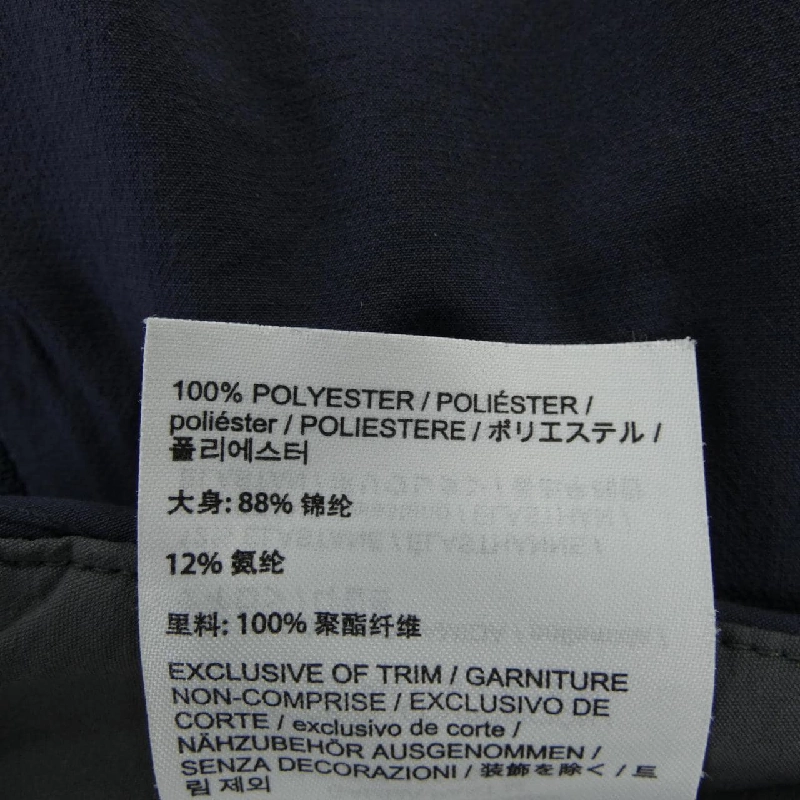 100% POLYESTER / POLIÉSTER /
poliéster / POLIESTERE / ポリエステル /
폴리에스터
大身: 88% 锦纶
12% 氨纶
里料: 100% 聚酯纤维
EXCLUSIVE OF TRIM / GARNITURE
NON-COMPRISE / EXCLUSIVO DE
CORTE / exclusivo de corte /
NÄHZUBEHÖR AUSGENOMMEN /
SENZA DECORAZIONI / 装飾を除く / 트
림 제외